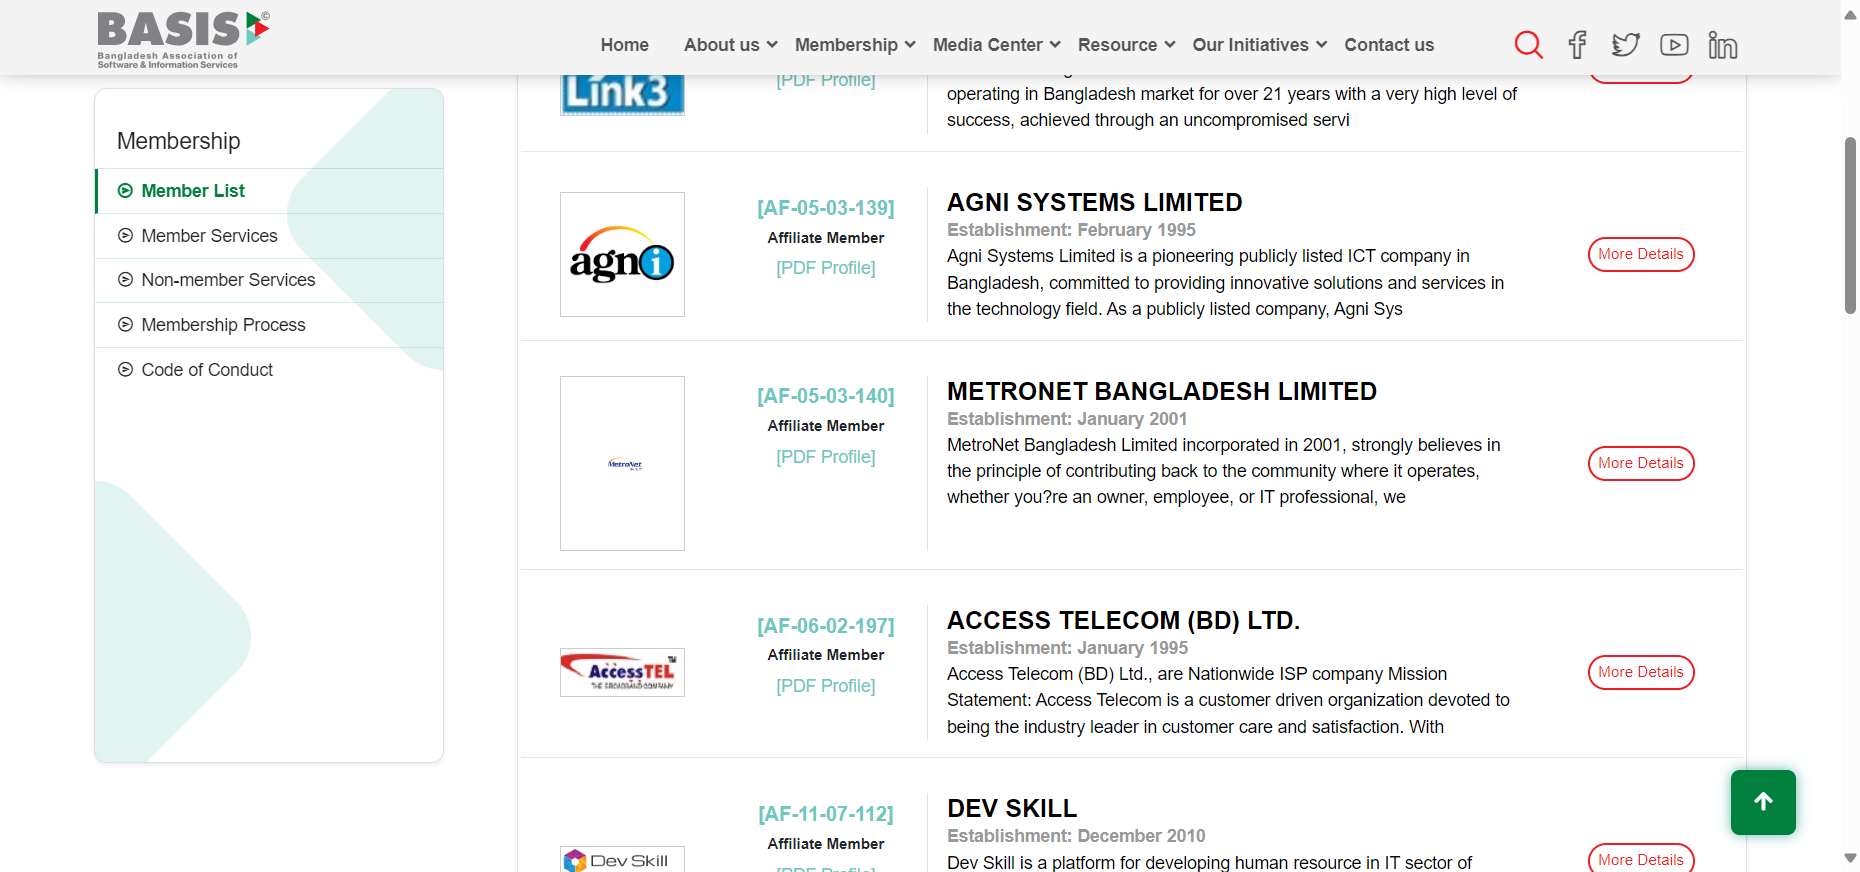 BASIS
Bangladesh Association of
Software & Information Services
Home
About us
Membership
Media Center
Resource
Our Initiatives
Contact us
Membership
Member List
Member Services
Non-member Services
Membership Process
Code of Conduct
Link3
[PDF Profile]
operating in Bangladesh market for over 21 years with a very high level of
success, achieved through an uncompromised servi
agni
[AF-05-03-139]
Affiliate Member
[PDF Profile]
AGNI SYSTEMS LIMITED
Establishment: February 1995
Agni Systems Limited is a pioneering publicly listed ICT company in
Bangladesh, committed to providing innovative solutions and services in
the technology field. As a publicly listed company, Agni Sys
More Details
MetroNet
[AF-05-03-140]
Affiliate Member
[PDF Profile]
METRONET BANGLADESH LIMITED
Establishment: January 2001
MetroNet Bangladesh Limited incorporated in 2001, strongly believes in
the principle of contributing back to the community where it operates,
whether you?re an owner, employee, or IT professional, we
More Details
AccessTEL TM
THE BROADBAND COMPANY
[AF-06-02-197]
Affiliate Member
[PDF Profile]
ACCESS TELECOM (BD) LTD.
Establishment: January 1995
Access Telecom (BD) Ltd., are Nationwide ISP company Mission
Statement: Access Telecom is a customer driven organization devoted to
being the industry leader in customer care and satisfaction. With
More Details
Dev Skill
[AF-11-07-112]
Affiliate Member
[PDF Profile]
DEV SKILL
Establishment: December 2010
Dev Skill is a platform for developing human resource in IT sector of
More Details